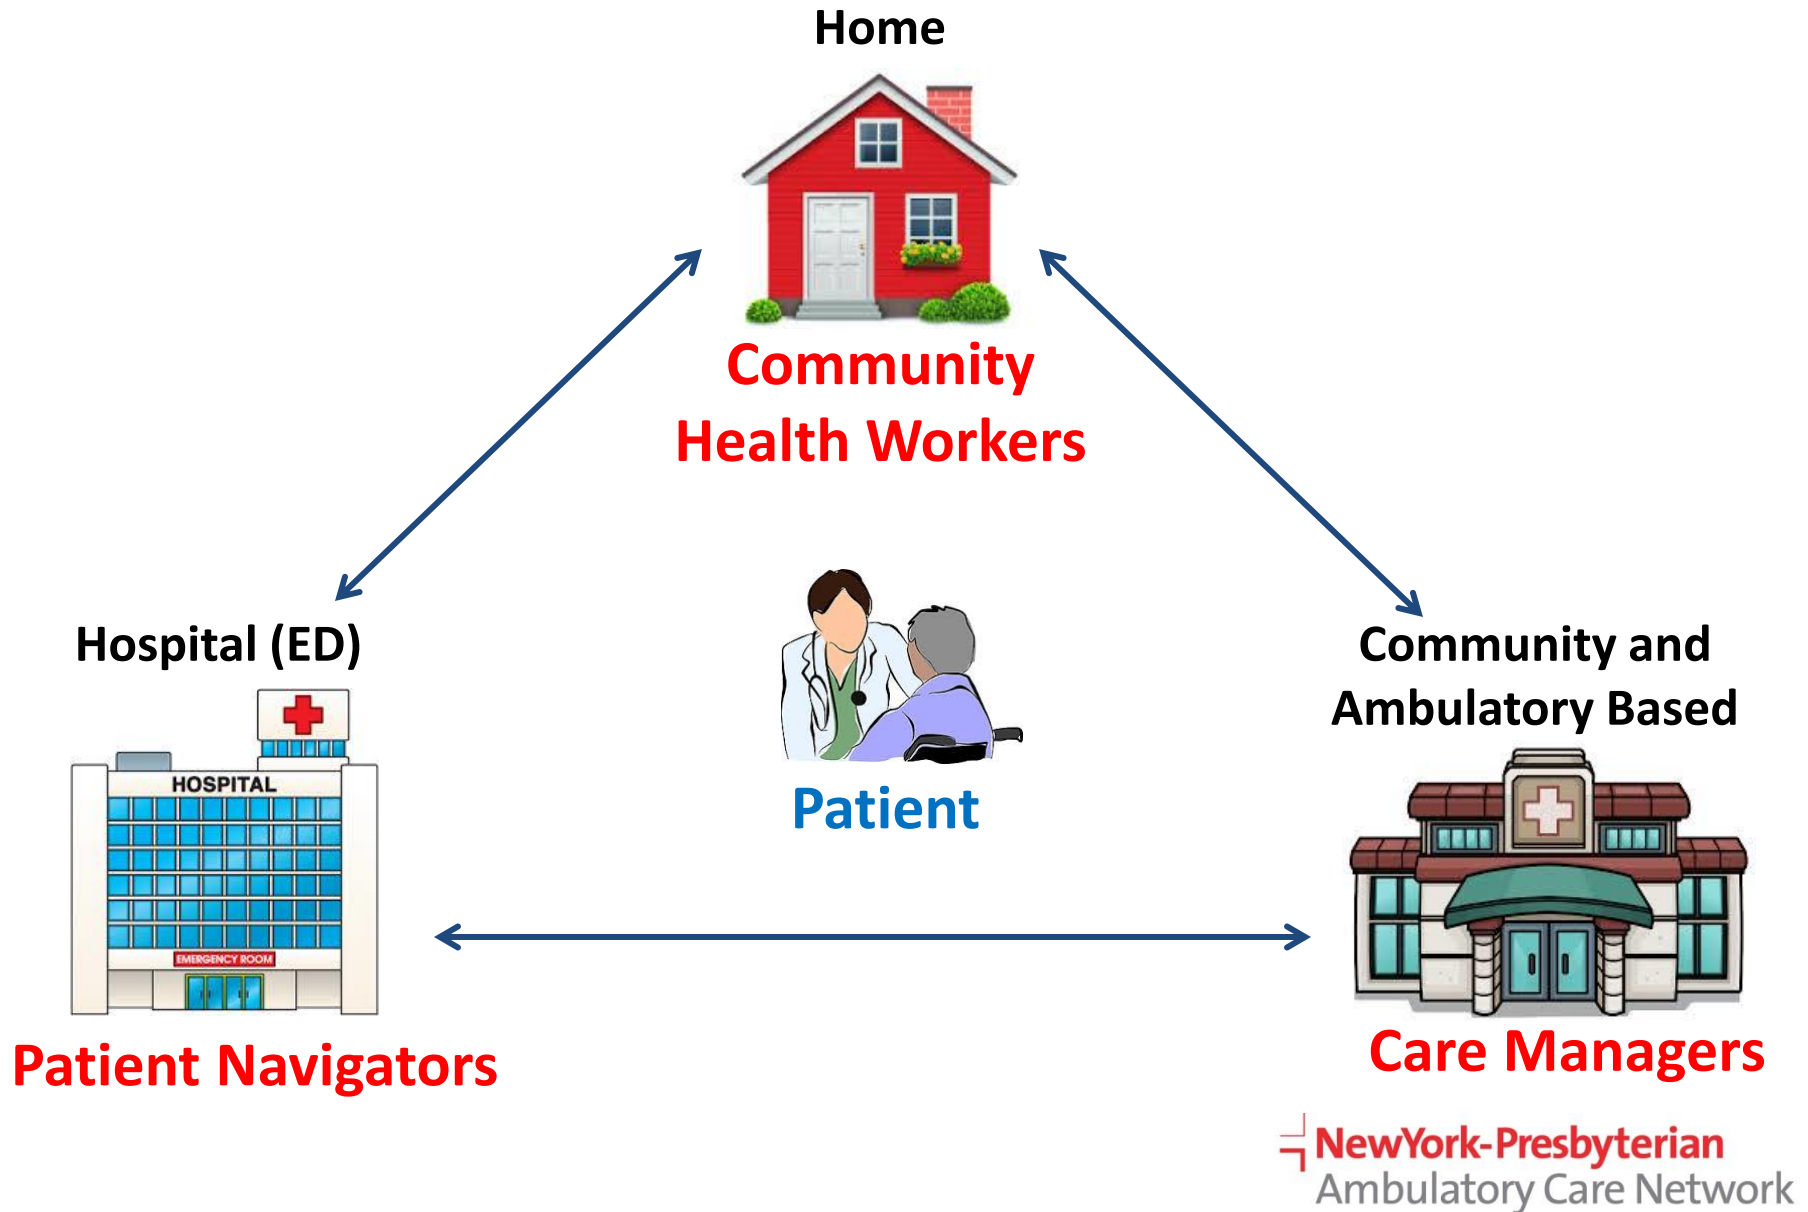 Home
Community
Health Workers
Hospital (ED)
Community and
Ambulatory Based
HOSPITAL
Patient
EMERGENCY ROOM
Patient Navigators
Care Managers
NewYork-Presbyterian
Ambulatory Care Network